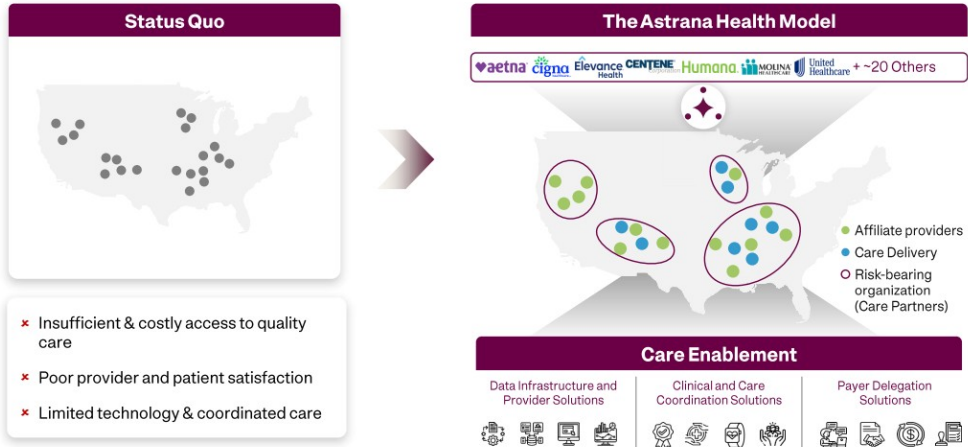 Status Quo
Insufficient & costly access to quality
care
Poor provider and patient satisfaction
Limited technology & coordinated care
The Astrana Health Model
aetna cigna healthcare Elevance Health CENTENE Corporation Humana MOLINA HEALTHCARE United Healthcare + ~20 Others
Affiliate providers
Care Delivery
Risk-bearing
organization
(Care Partners)
Care Enablement
Data Infrastructure and
Provider Solutions
Clinical and Care
Coordination Solutions
Payer Delegation
Solutions